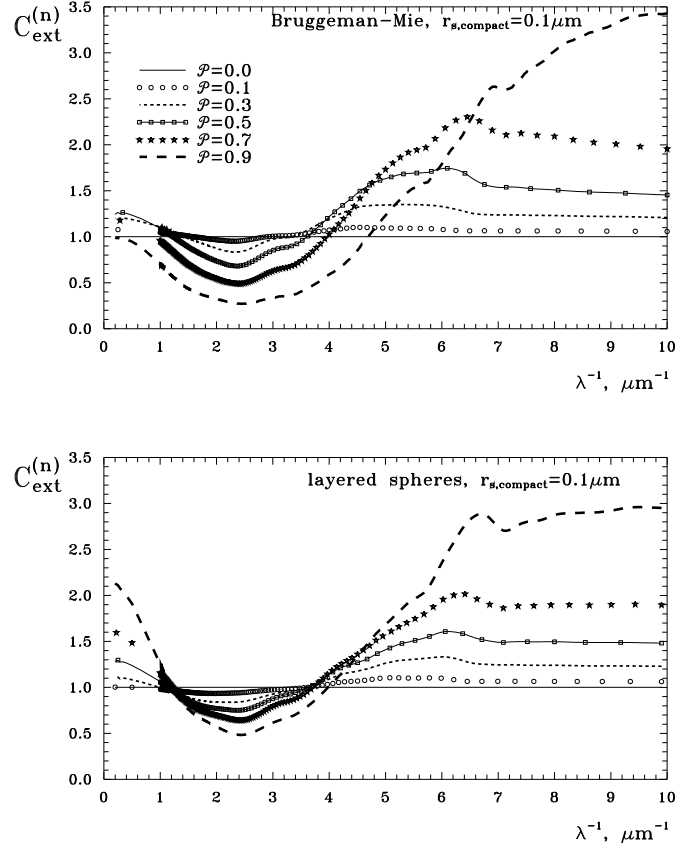 C_ext^(n)
3.5
Bruggeman−Mie, r_s,compact=0.1μm
3.0
𝒫=0.0
𝒫=0.1
2.5
𝒫=0.3
𝒫=0.5
2.0
𝒫=0.7
𝒫=0.9
1.5
1.0
0.5
0.0
0 1 2 3 4 5 6 7 8 9 10
λ^−1, μm^−1
C_ext^(n)
3.5
layered spheres, r_s,compact=0.1μm
3.0
2.5
2.0
1.5
1.0
0.5
0.0
0 1 2 3 4 5 6 7 8 9 10
λ^−1, μm^−1